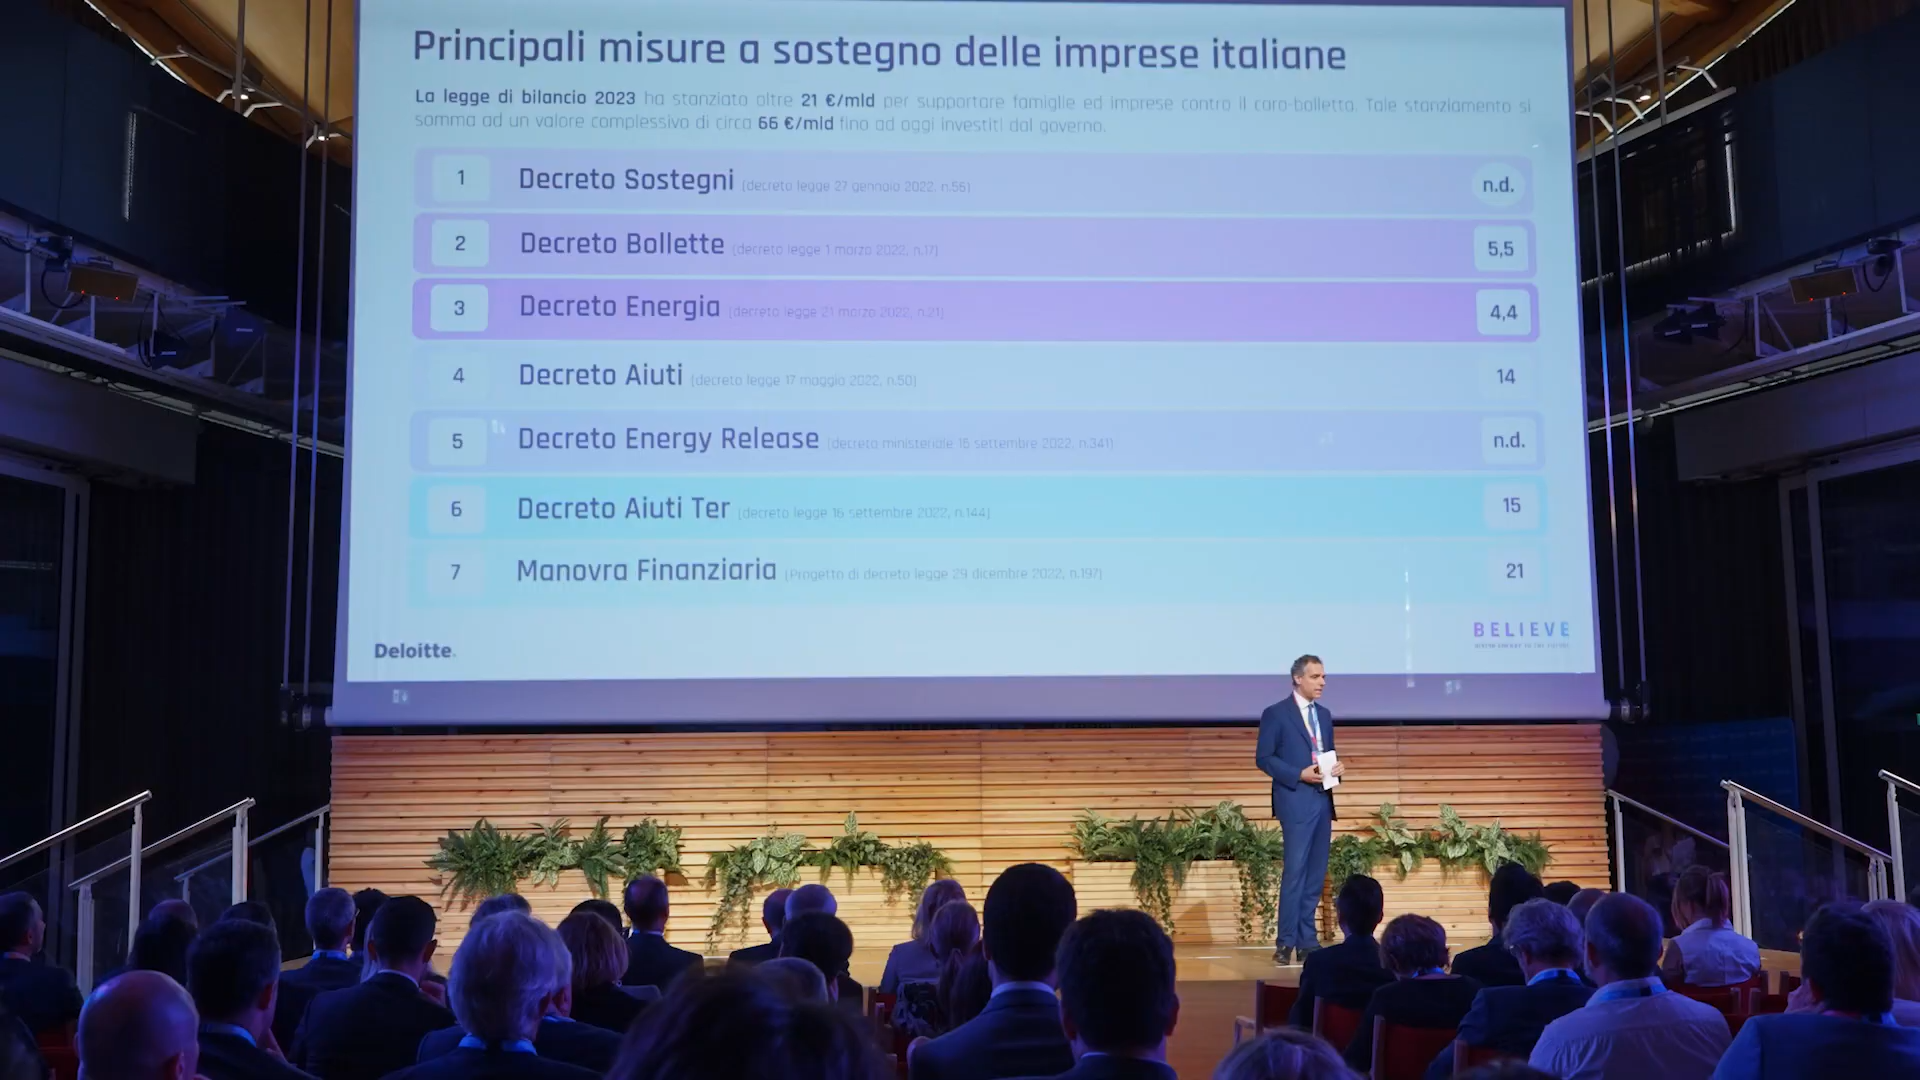 Principali misure a sostegno delle imprese italiane
La legge di bilancio 2023 ha stanziato oltre 21 €/mld per supportare famiglie ed imprese contro il caro-bolletta. Tale stanziamento si
somma ad un valore complessivo di circa 66 €/mld fino ad oggi investiti dal governo.
1 Decreto Sostegni (decreto legge 27 gennaio 2022, n.56) n.d.
2 Decreto Bollette (decreto legge 1 marzo 2022, n.17) 5,5
3 Decreto Energia (decreto legge 21 marzo 2022, n.21) 4,4
4 Decreto Aiuti (decreto legge 17 maggio 2022, n.50) 14
5 Decreto Energy Release (decreto ministeriale 16 settembre 2022, n.341) n.d.
6 Decreto Aiuti Ter (decreto legge 16 settembre 2022, n.144) 15
7 Manovra Finanziaria (Progetto di decreto legge 29 dicembre 2022, n.197) 21
Deloitte.
BELIEVE